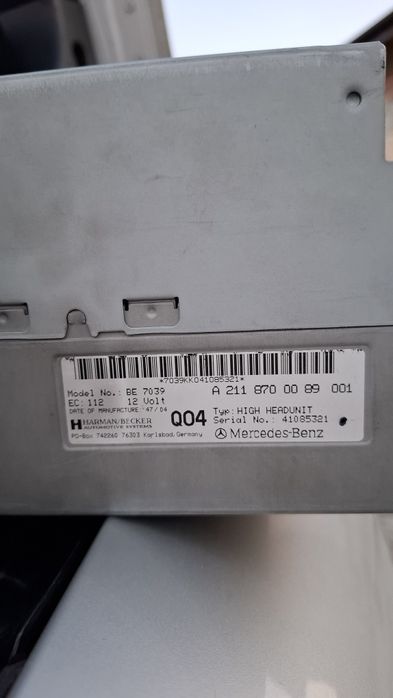 *7039KK041085321*
Model No.: BE 7039 A 211 870 00 89 001
EC: 112 12 Volt
DATE OF MANUFACTURE: 47/04 Q04 Typ: HIGH HEADUNIT
HARMAN/BECKER Serial No.: 41085321
AUTOMOTIVE SYSTEMS
PO-Box 742260 76303 Karlsbad, Germany Mercedes-Benz